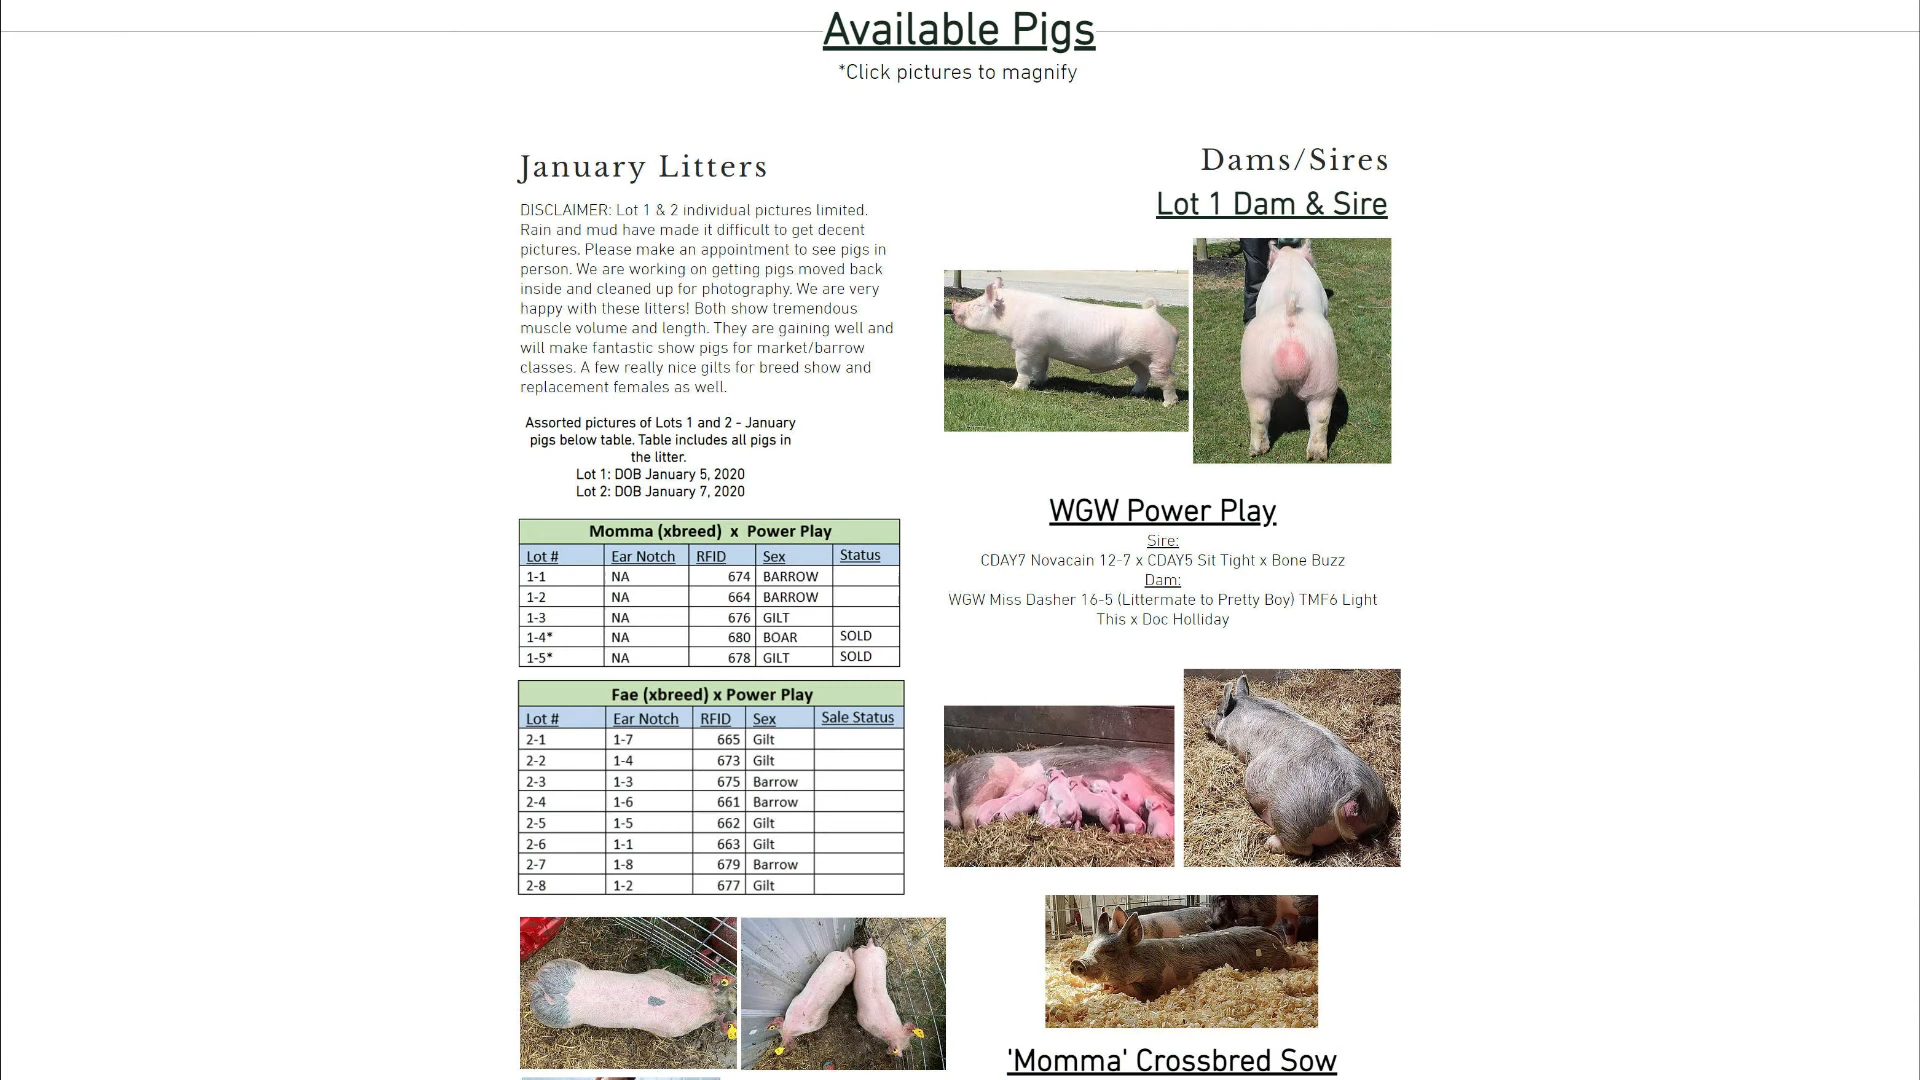 Available Pigs
*Click pictures to magnify
January Litters
DISCLAIMER: Lot 1 & 2 individual pictures limited.
Rain and mud have made it difficult to get decent
pictures. Please make an appointment to see pigs in
person. We are working on getting pigs moved back
inside and cleaned up for photography. We are very
happy with these litters! Both show tremendous
muscle volume and length. They are gaining well and
will make fantastic show pigs for market/barrow
classes. A few really nice gilts for breed show and
replacement females as well.
Assorted pictures of Lots 1 and 2 - January
pigs below table. Table includes all pigs in
the litter.
Lot 1: DOB January 5, 2020
Lot 2: DOB January 7, 2020
Momma (xbreed) x Power Play
Lot # Ear Notch RFID Sex Status
1-1 NA 674 BARROW
1-2 NA 664 BARROW
1-3 NA 676 GILT
1-4* NA 680 BOAR SOLD
1-5* NA 678 GILT SOLD
Fae (xbreed) x Power Play
Lot # Ear Notch RFID Sex Sale Status
2-1 1-7 665 Gilt
2-2 1-4 673 Gilt
2-3 1-3 675 Barrow
2-4 1-6 661 Barrow
2-5 1-5 662 Gilt
2-6 1-1 663 Gilt
2-7 1-8 679 Barrow
2-8 1-2 677 Gilt
Dams/Sires
Lot 1 Dam & Sire
WGW Power Play
Sire:
CDAY7 Novacain 12-7 x CDAY5 Sit Tight x Bone Buzz
Dam:
WGW Miss Dasher 16-5 (Littermate to Pretty Boy) TMF6 Light
This x Doc Holliday
'Momma' Crossbred Sow